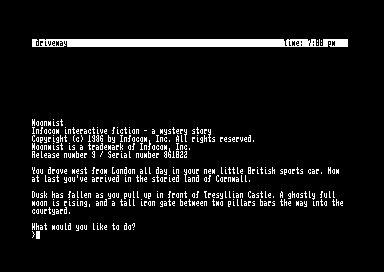 driveway Time: 7:00 pm
Moonmist
Infocom interactive fiction - a mystery story
Copyright (c) 1986 by Infocom, Inc. All rights reserved.
Moonmist is a trademark of Infocom, Inc.
Release number 9 / Serial number 861022
You drove west from London all day in your new little British sports car. Now
at last you've arrived in the storied land of Cornwall.
Dusk has fallen as you pull up in front of Tresyllian Castle. A ghostly full
moon is rising, and a tall iron gate between two pillars bars the way into the
courtyard.
What would you like to do?
>